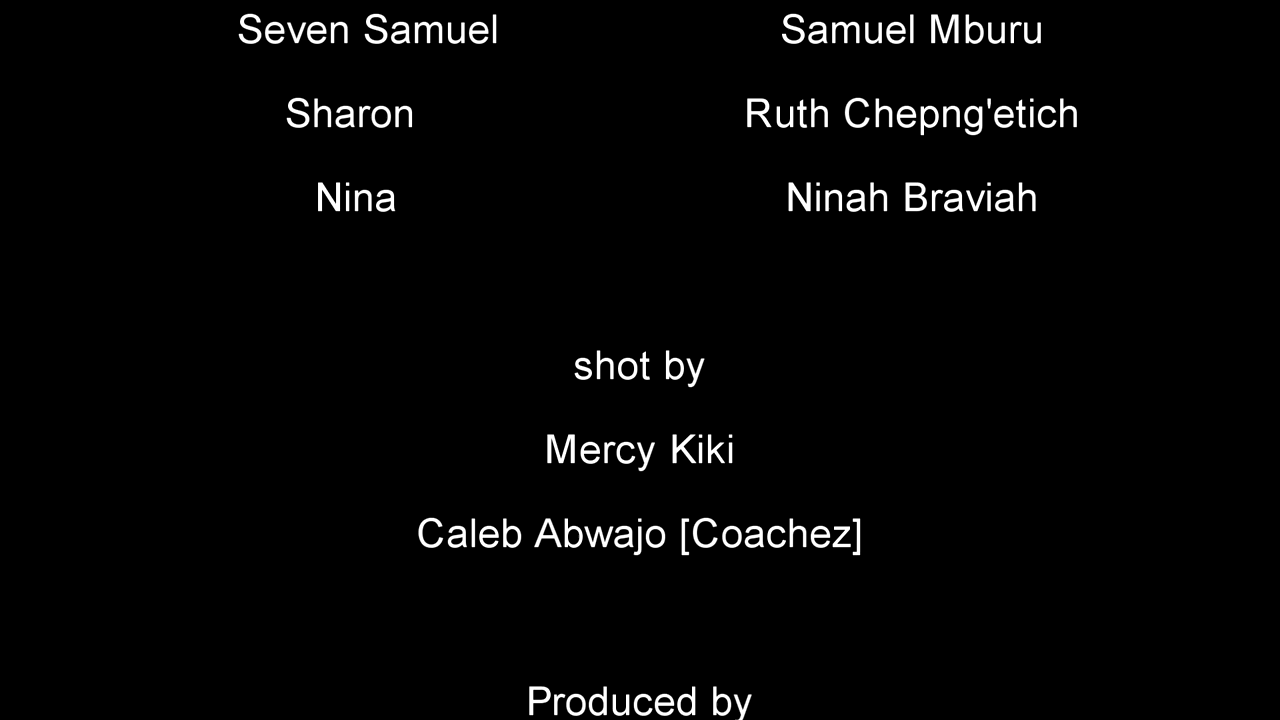 Seven Samuel Samuel Mburu
Sharon Ruth Chepng'etich
Nina Ninah Braviah
shot by
Mercy Kiki
Caleb Abwajo [Coachez]
Produced by